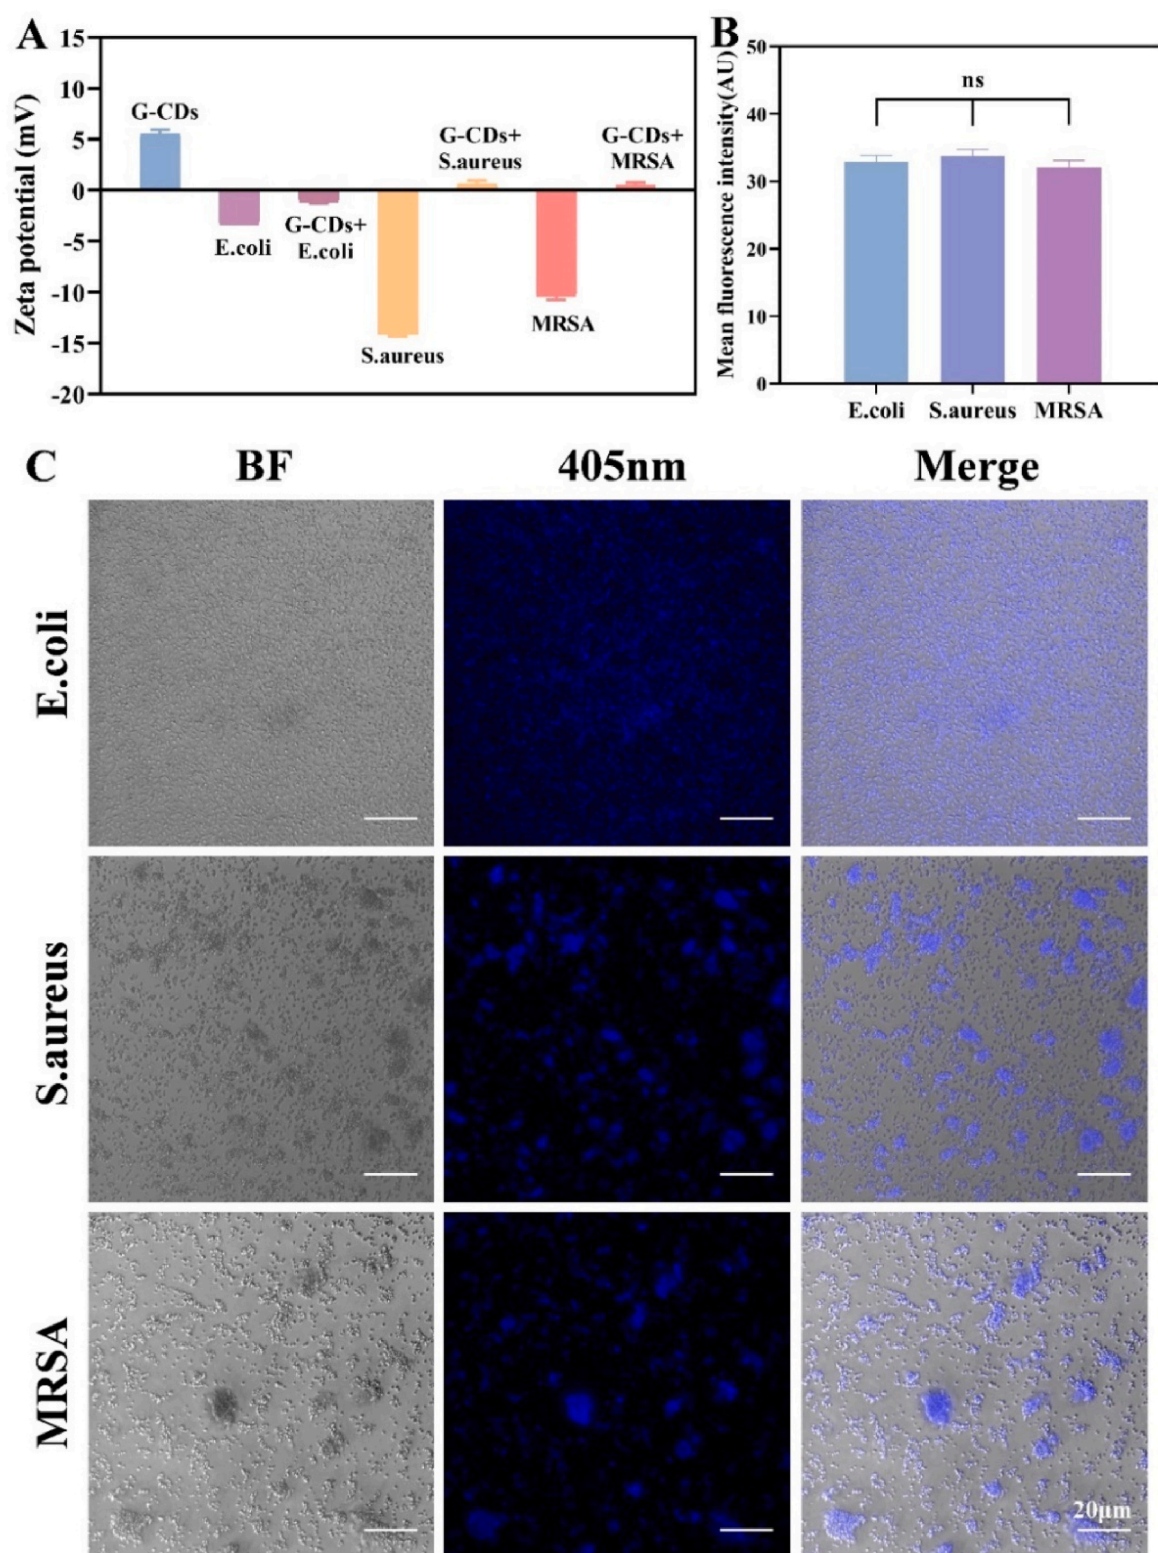 A
Zeta potential (mV)
15
10
5
0
-5
-10
-15
-20
G-CDs
E.coli
G-CDs+
E.coli
S.aureus
G-CDs+
S.aureus
MRSA
G-CDs+
MRSA
B
Mean fluorescence intensity(AU)
50
40
30
20
10
0
ns
E.coli
S.aureus
MRSA
C
BF
405nm
Merge
E.coli
S.aureus
MRSA
20μm